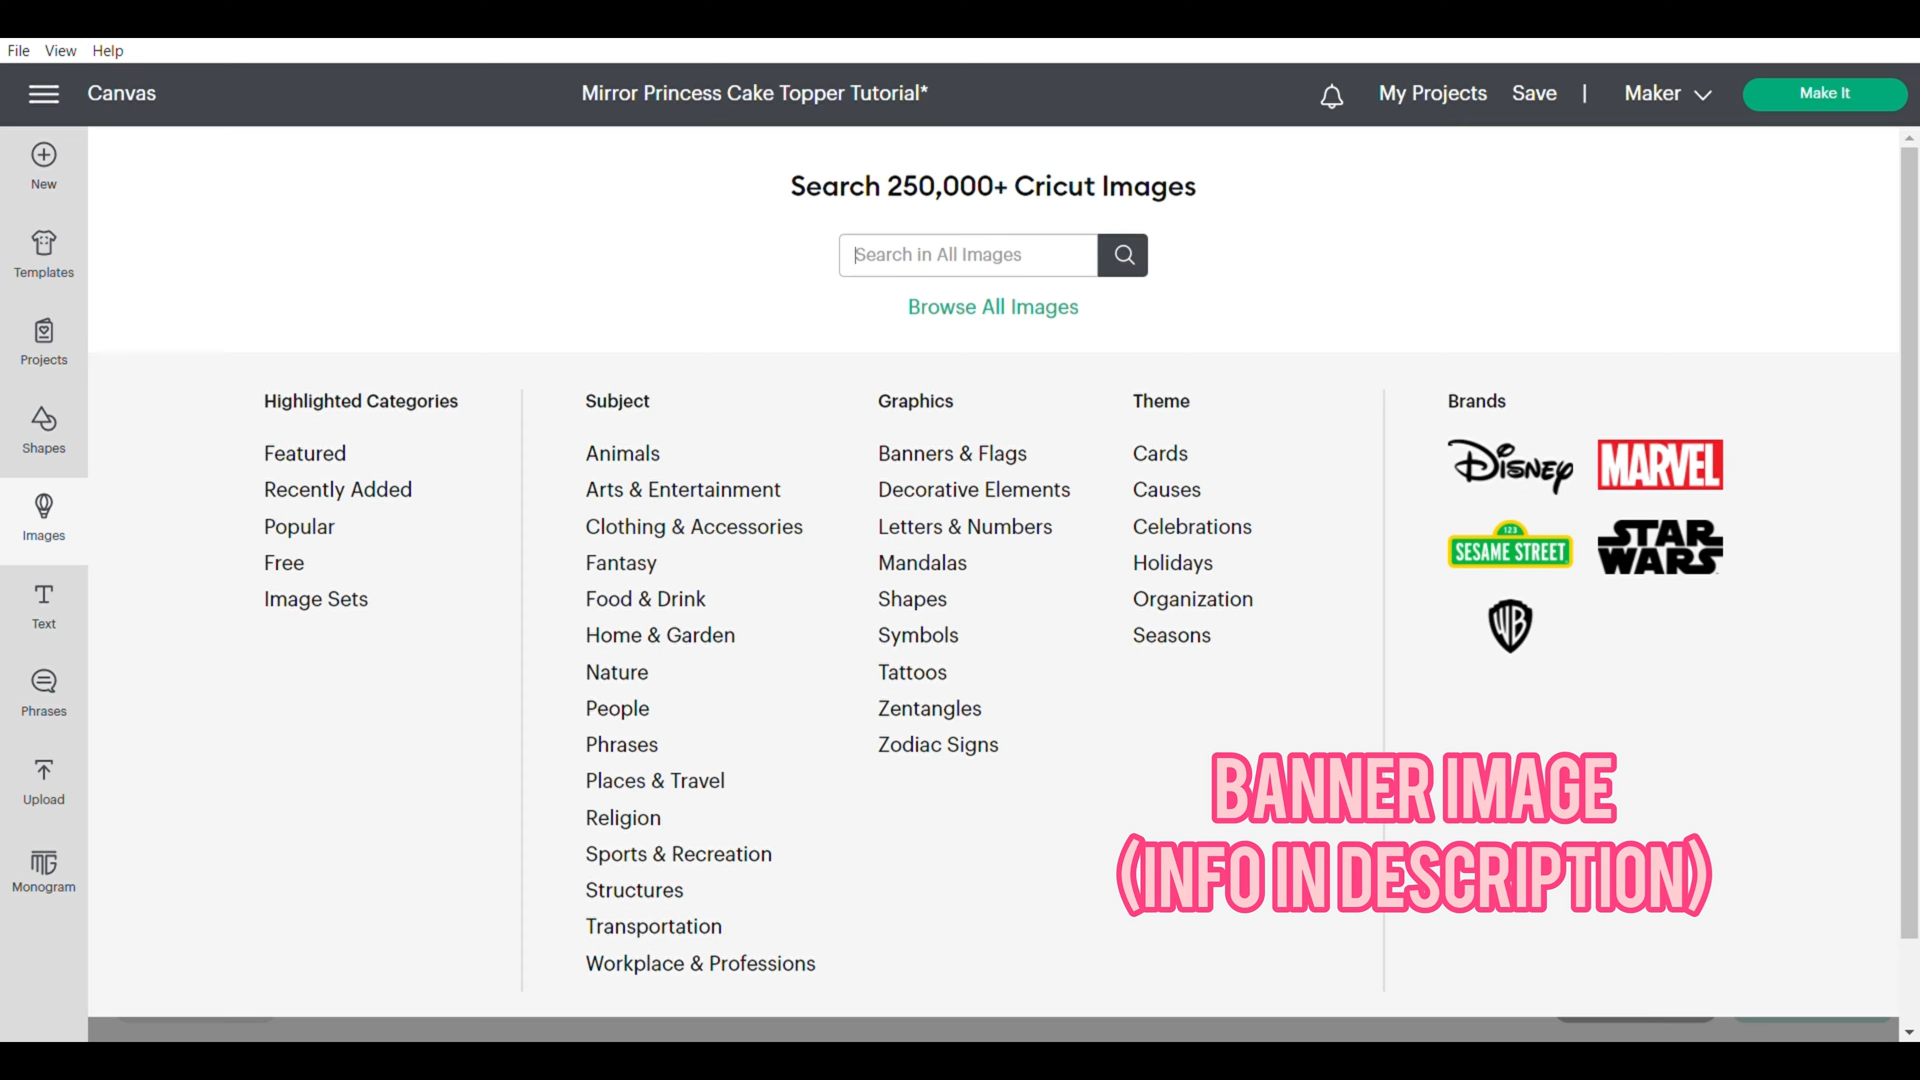 File View Help
Canvas
Mirror Princess Cake Topper Tutorial*
My Projects Save | Maker
Make It
New
Templates
Projects
Shapes
Images
Text
Phrases
Upload
Monogram
Search 250,000+ Cricut Images
Search in All Images
Browse All Images
Highlighted Categories
Featured
Recently Added
Popular
Free
Image Sets
Subject
Animals
Arts & Entertainment
Clothing & Accessories
Fantasy
Food & Drink
Home & Garden
Nature
People
Phrases
Places & Travel
Religion
Sports & Recreation
Structures
Transportation
Workplace & Professions
Graphics
Banners & Flags
Decorative Elements
Letters & Numbers
Mandalas
Shapes
Symbols
Tattoos
Zentangles
Zodiac Signs
Theme
Cards
Causes
Celebrations
Holidays
Organization
Seasons
Brands
Disney
MARVEL
123
SESAME STREET
STAR
WARS
WB
BANNER IMAGE
(INFO IN DESCRIPTION)